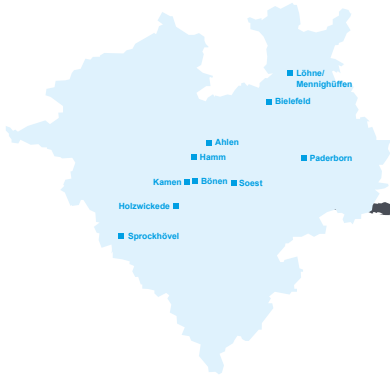 Löhne/
Mennighüffen
Bielefeld
Ahlen
Hamm
Paderborn
Kamen
Bönen
Soest
Holzwickede
Sprockhövel